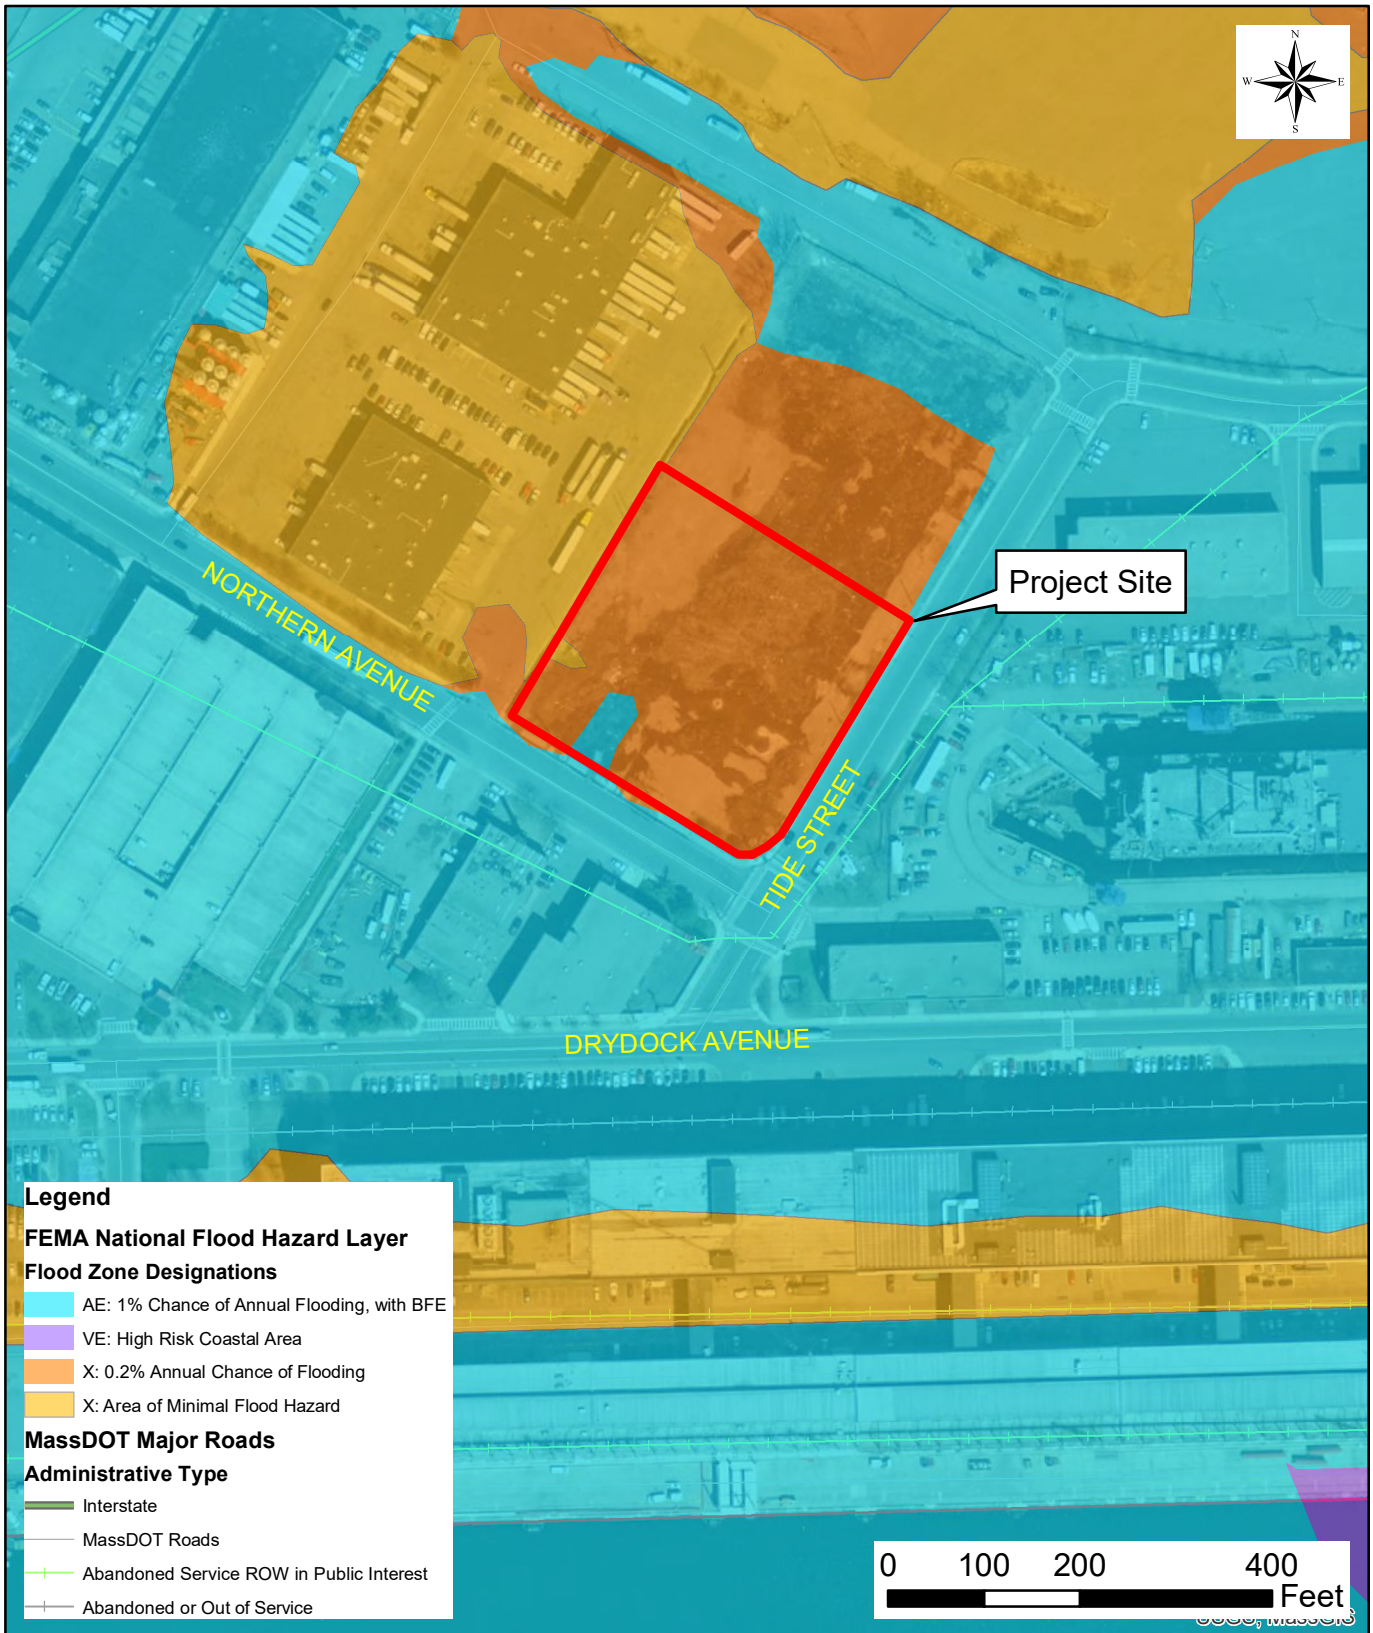 N
W E
S
Project Site
NORTHERN AVENUE
TIDE STREET
DRYDOCK AVENUE
Legend
FEMA National Flood Hazard Layer
Flood Zone Designations
AE: 1% Chance of Annual Flooding, with BFE
VE: High Risk Coastal Area
X: 0.2% Annual Chance of Flooding
X: Area of Minimal Flood Hazard
MassDOT Major Roads
Administrative Type
Interstate
MassDOT Roads
Abandoned Service ROW in Public Interest
Abandoned or Out of Service
0 100 200 400
Feet
USGS, MassGIS